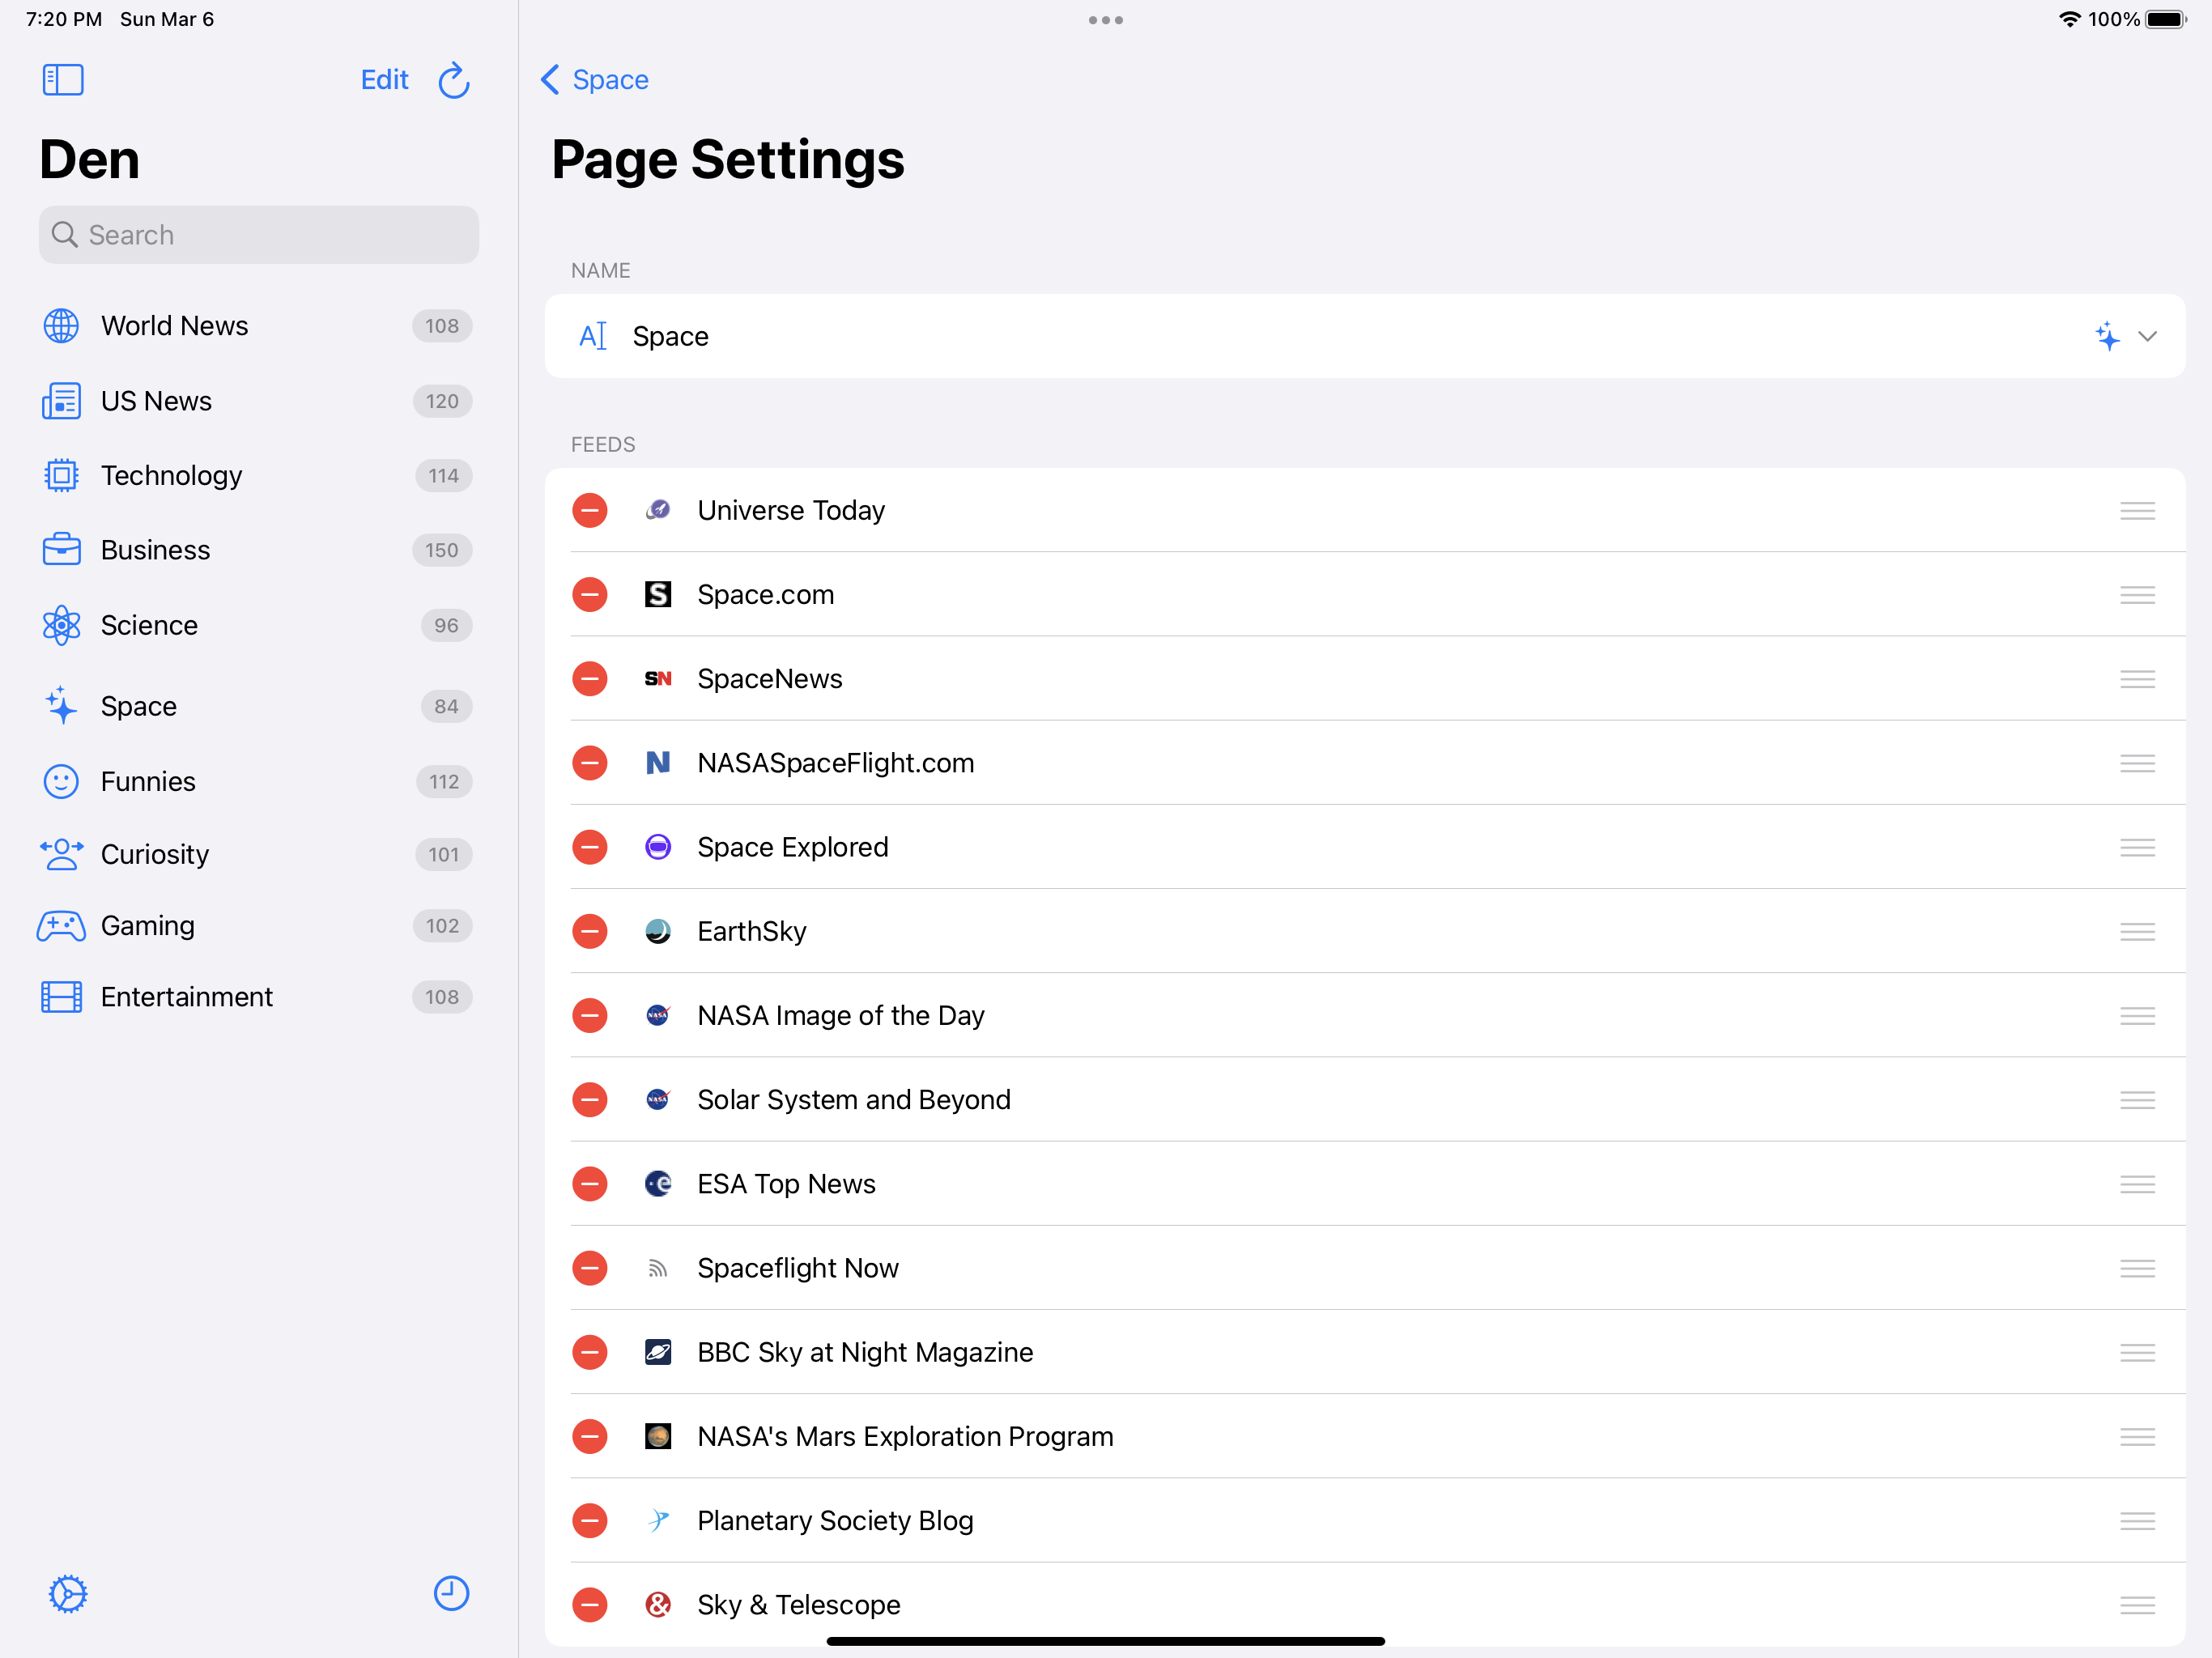 7:20 PM Sun Mar 6
100%
Edit
Den
Search
World News 108
US News 120
Technology 114
Business 150
Science 96
Space 84
Funnies 112
Curiosity 101
Gaming 102
Entertainment 108
Space
Page Settings
NAME
Space
FEEDS
Universe Today
S Space.com
SN SpaceNews
N NASASpaceFlight.com
Space Explored
EarthSky
NASA NASA Image of the Day
NASA Solar System and Beyond
e ESA Top News
Spaceflight Now
BBC Sky at Night Magazine
NASA's Mars Exploration Program
Planetary Society Blog
& Sky & Telescope